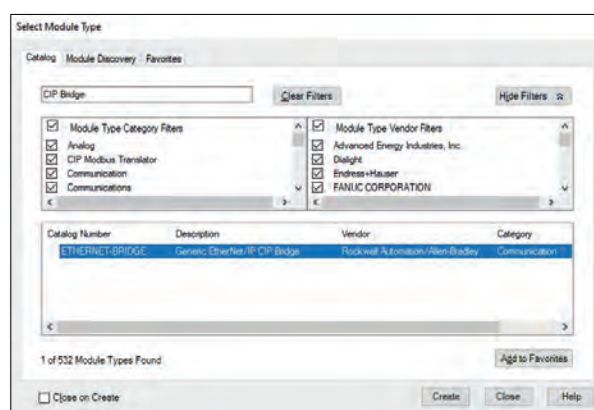 Select Module Type
Catalog Module Discovery Favorites
CIP Bridge Clear Filters Hide Filters
Module Type Category Filters Module Type Vendor Filters
Analog Advanced Energy Industries, Inc.
CIP Modbus Translator Dialight
Communication Endress+Hauser
Communications FANUC CORPORATION
Catalog Number Description Vendor Category
ETHERNET-BRIDGE Generic EtherNet/IP CIP Bridge Rockwell Automation/Allen-Bradley Communication
1 of 532 Module Types Found Add to Favorites
Close on Create Create Close Help